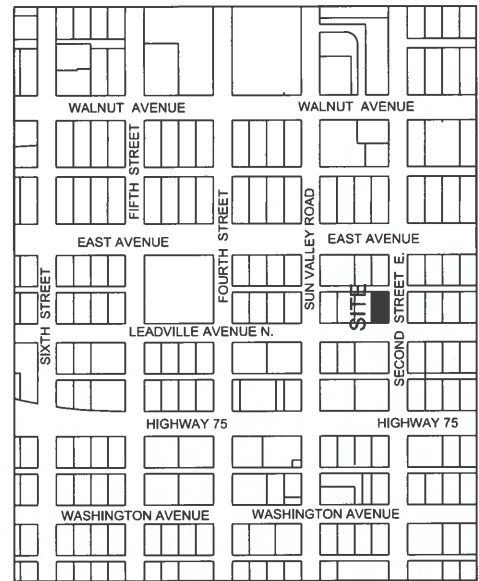 WALNUT AVENUE
WALNUT AVENUE
FIFTH STREET
FOURTH STREET
SUN VALLEY ROAD
EAST AVENUE
EAST AVENUE
SIXTH STREET
SITE
SECOND STREET E.
LEADVILLE AVENUE N.
HIGHWAY 75
HIGHWAY 75
WASHINGTON AVENUE
WASHINGTON AVENUE